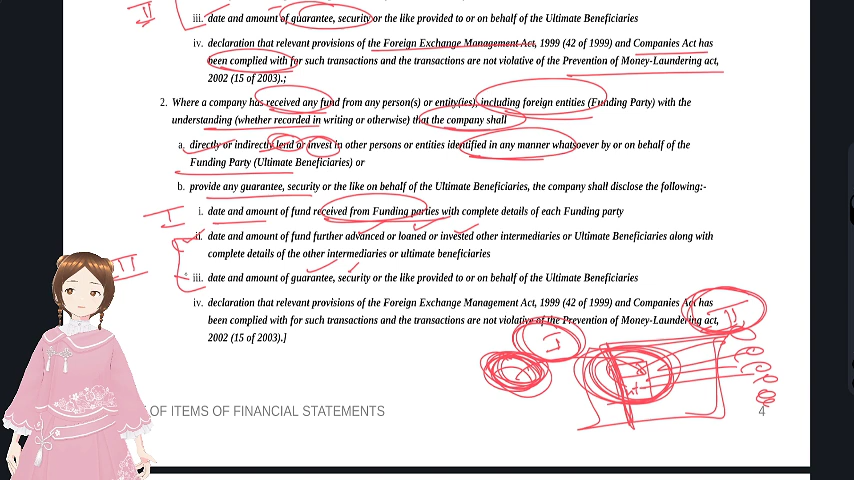 II
iii. date and amount of guarantee, security or the like provided to or on behalf of the Ultimate Beneficiaries
iv. declaration that relevant provisions of the Foreign Exchange Management Act, 1999 (42 of 1999) and Companies Act has
been complied with for such transactions and the transactions are not violative of the Prevention of Money-Laundering act,
2002 (15 of 2003).;
2. Where a company has received any fund from any person(s) or entity(ies), including foreign entities (Funding Party) with the
understanding (whether recorded in writing or otherwise) that the company shall
a. directly or indirectly lend or invest in other persons or entities identified in any manner whatsoever by or on behalf of the
Funding Party (Ultimate Beneficiaries) or
b. provide any guarantee, security or the like on behalf of the Ultimate Beneficiaries, the company shall disclose the following:-
I
i. date and amount of fund received from Funding parties with complete details of each Funding party
ii. date and amount of fund further advanced or loaned or invested other intermediaries or Ultimate Beneficiaries along with
complete details of the other intermediaries or ultimate beneficiaries
II
iii. date and amount of guarantee, security or the like provided to or on behalf of the Ultimate Beneficiaries
iv. declaration that relevant provisions of the Foreign Exchange Management Act, 1999 (42 of 1999) and Companies Act has
been complied with for such transactions and the transactions are not violative of the Prevention of Money-Laundering act,
2002 (15 of 2003).]
II
I
int
OF ITEMS OF FINANCIAL STATEMENTS
4